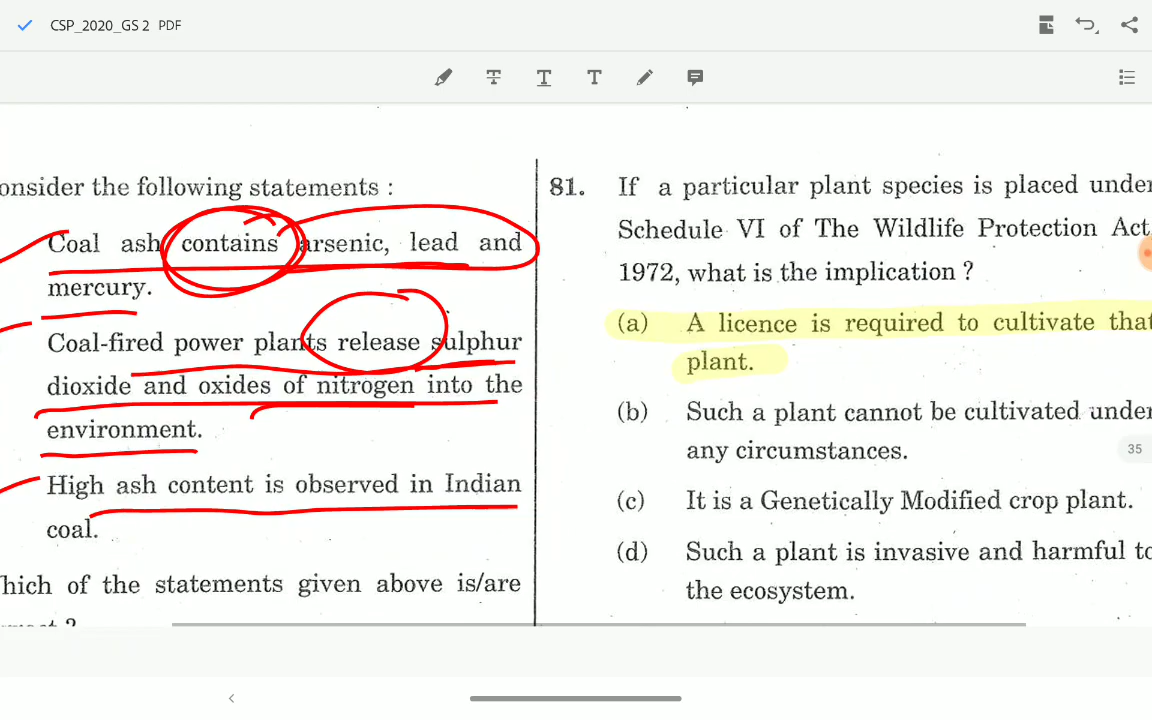 CSP_2020_GS 2 PDF
onsider the following statements :
Coal ash contains arsenic, lead and
mercury.
Coal-fired power plants release sulphur
dioxide and oxides of nitrogen into the
environment.
High ash content is observed in Indian
coal.
hich of the statements given above is/are
81. If a particular plant species is placed under
Schedule VI of The Wildlife Protection Act
1972, what is the implication ?
(a) A licence is required to cultivate that
plant.
(b) Such a plant cannot be cultivated under
any circumstances.
(c) It is a Genetically Modified crop plant.
(d) Such a plant is invasive and harmful to
the ecosystem.
35